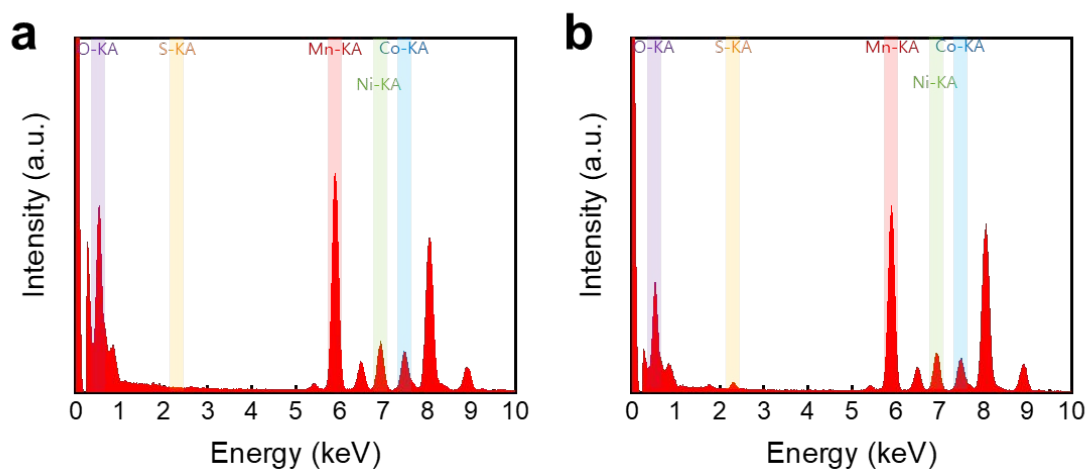 a
O-KA
S-KA
Mn-KA
Co-KA
Ni-KA
Intensity (a.u.)
0 1 2 3 4 5 6 7 8 9 10
Energy (keV)
b
O-KA
S-KA
Mn-KA
Co-KA
Ni-KA
Intensity (a.u.)
0 1 2 3 4 5 6 7 8 9 10
Energy (keV)